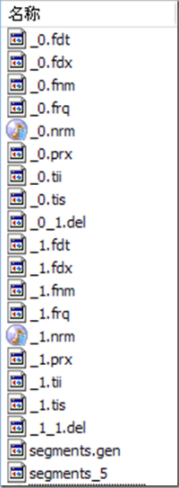 名称
_0.fdt
_0.fdx
_0.fnm
_0.frq
_0.nrm
_0.prx
_0.tii
_0.tis
_0_1.del
_1.fdt
_1.fdx
_1.fnm
_1.frq
_1.nrm
_1.prx
_1.tii
_1.tis
_1_1.del
segments.gen
segments_5